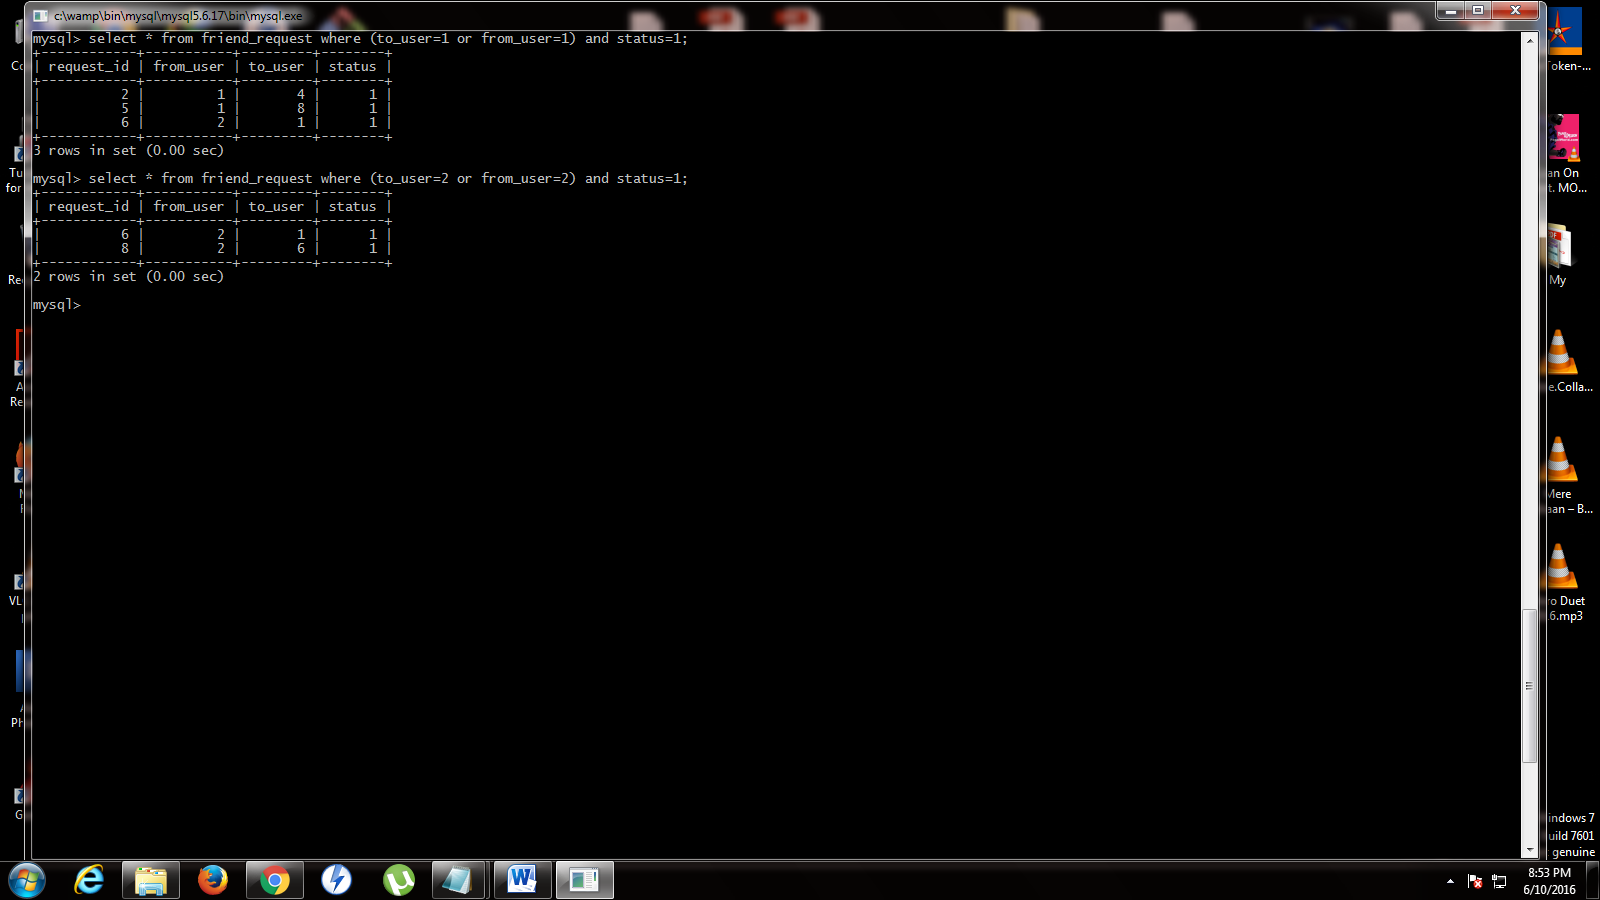 c:\wamp\bin\mysql\mysql5.6.17\bin\mysql.exe
mysql> select * from friend_request where (to_user=1 or from_user=1) and status=1;
+------------+-----------+---------+--------+
| request_id | from_user | to_user | status |
+------------+-----------+---------+--------+
|          2 |         1 |       4 |      1 |
|          5 |         1 |       8 |      1 |
|          6 |         2 |       1 |      1 |
+------------+-----------+---------+--------+
3 rows in set (0.00 sec)
mysql> select * from friend_request where (to_user=2 or from_user=2) and status=1;
+------------+-----------+---------+--------+
| request_id | from_user | to_user | status |
+------------+-----------+---------+--------+
|          6 |         2 |       1 |      1 |
|          8 |         2 |       6 |      1 |
+------------+-----------+---------+--------+
2 rows in set (0.00 sec)
mysql>
Co
Tu
for
Rec
A
Re
VL
Ph
G
Token-...
an On
t. MO...
My
e.Colla...
Mere
aan – B...
ro Duet
6.mp3
indows 7
uild 7601
genuine
8:53 PM
6/10/2016